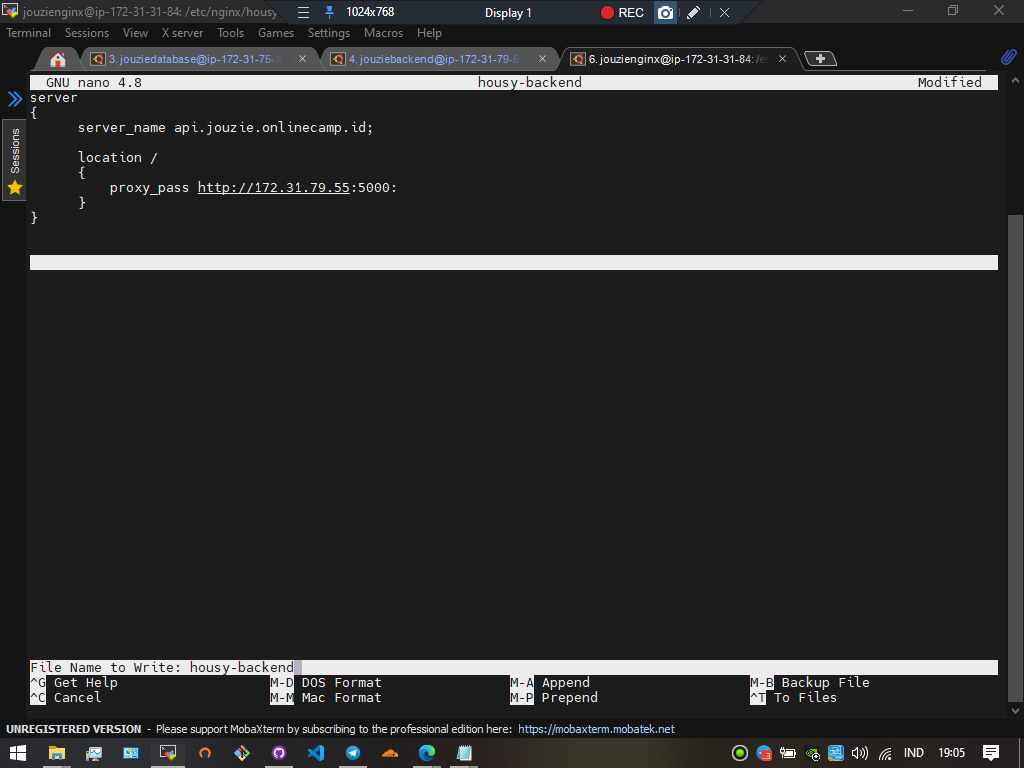 jouzienginx@ip-172-31-31-84: /etc/nginx/housy
1024x768
Display 1
REC
Terminal Sessions View X server Tools Games Settings Macros Help
3. jouziedatabase@ip-172-31-75-
4. jouziebackend@ip-172-31-79-
6. jouzienginx@ip-172-31-31-84:/e
GNU nano 4.8 housy-backend Modified
Sessions
server
{
server_name api.jouzie.onlinecamp.id;
location /
{
proxy_pass http://172.31.79.55:5000:
}
}
File Name to Write: housy-backend
^G Get Help M-D DOS Format M-A Append M-B Backup File
^C Cancel M-M Mac Format M-P Prepend ^T To Files
UNREGISTERED VERSION - Please support MobaXterm by subscribing to the professional edition here: https://mobaxterm.mobatek.net
IND 19:05